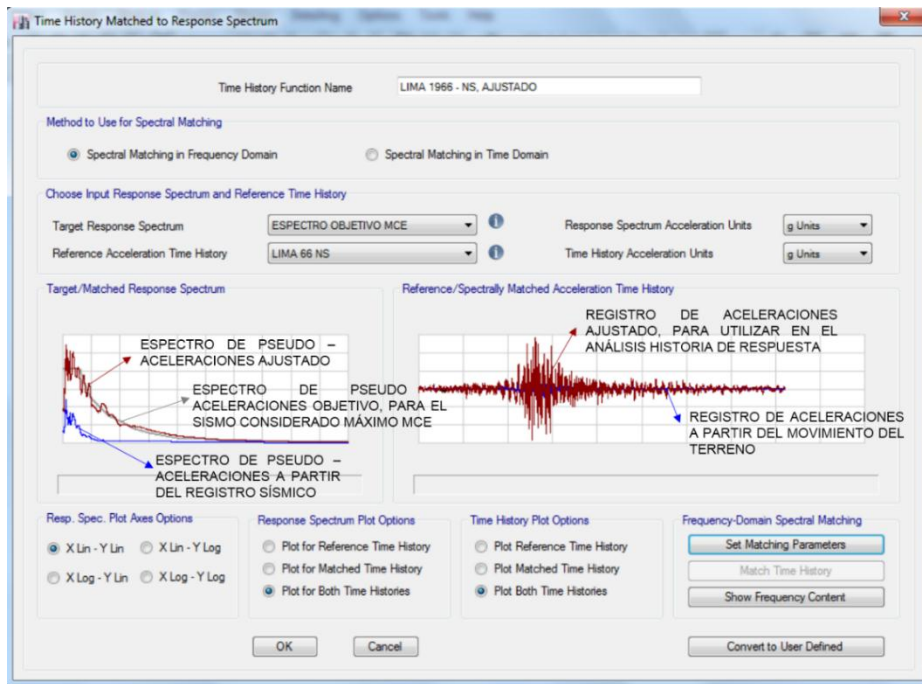 Time History Matched to Response Spectrum
Time History Function Name
LIMA 1966 - NS, AJUSTADO
Method to Use for Spectral Matching
Spectral Matching in Frequency Domain
Spectral Matching in Time Domain
Choose Input Response Spectrum and Reference Time History
Target Response Spectrum
ESPECTRO OBJETIVO MCE
Response Spectrum Acceleration Units
g Units
Reference Acceleration Time History
LIMA 66 NS
Time History Acceleration Units
g Units
Target/Matched Response Spectrum
ESPECTRO DE PSEUDO –
ACELERACIONES AJUSTADO
ESPECTRO DE PSEUDO
ACELERACIONES OBJETIVO, PARA EL
SISMO CONSIDERADO MÁXIMO MCE
ESPECTRO DE PSEUDO –
ACELERACIONES A PARTIR
DEL REGISTRO SÍSMICO
Reference/Spectrally Matched Acceleration Time History
REGISTRO DE ACELERACIONES
AJUSTADO, PARA UTILIZAR EN EL
ANÁLISIS HISTORIA DE RESPUESTA
REGISTRO DE ACELERACIONES
A PARTIR DEL MOVIMIENTO DEL
TERRENO
Resp. Spec. Plot Axes Options
X Lin - Y Lin
X Lin - Y Log
X Log - Y Lin
X Log - Y Log
Response Spectrum Plot Options
Plot for Reference Time History
Plot for Matched Time History
Plot for Both Time Histories
Time History Plot Options
Plot Reference Time History
Plot Matched Time History
Plot Both Time Histories
Frequency-Domain Spectral Matching
Set Matching Parameters
Match Time History
Show Frequency Content
OK
Cancel
Convert to User Defined